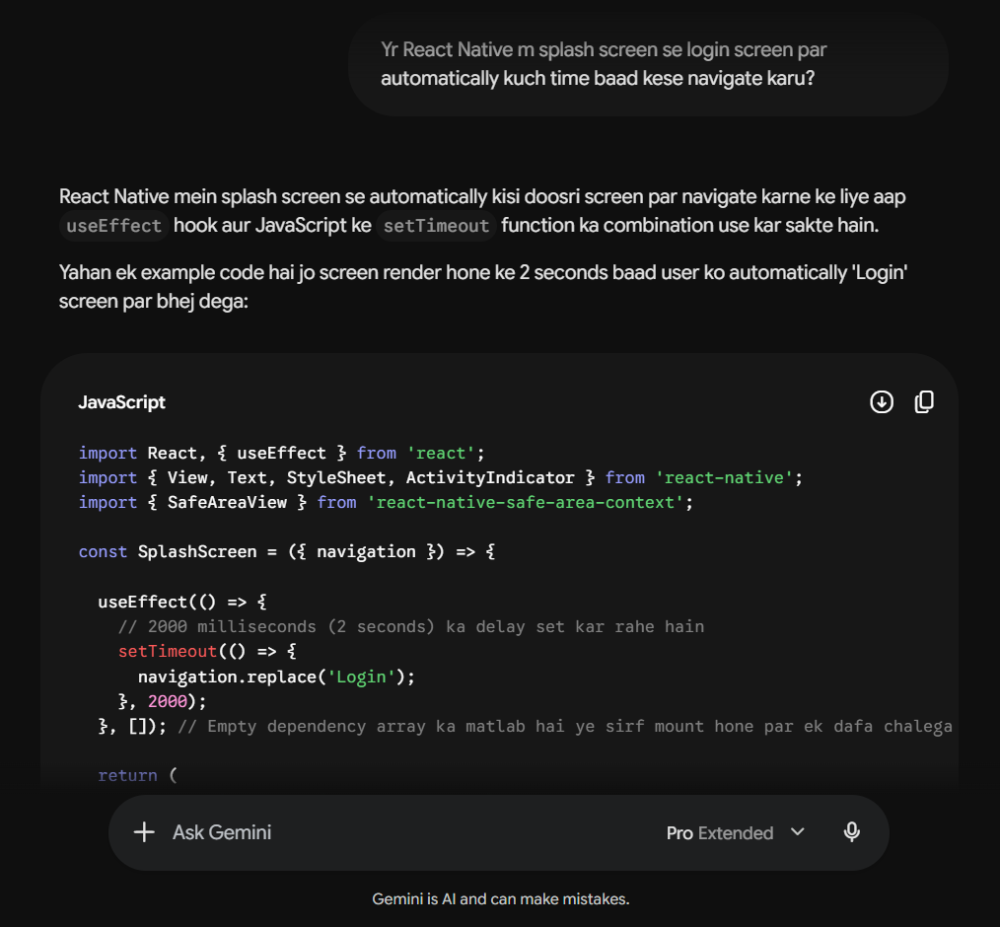 Yr React Native m splash screen se login screen par
automatically kuch time baad kese navigate karu?
React Native mein splash screen se automatically kisi doosri screen par navigate karne ke liye aap
useEffect hook aur JavaScript ke setTimeout function ka combination use kar sakte hain.
Yahan ek example code hai jo screen render hone ke 2 seconds baad user ko automatically 'Login'
screen par bhej dega:
JavaScript
import React, { useEffect } from 'react';
import { View, Text, StyleSheet, ActivityIndicator } from 'react-native';
import { SafeAreaView } from 'react-native-safe-area-context';
const SplashScreen = ({ navigation }) => {
useEffect(() => {
// 2000 milliseconds (2 seconds) ka delay set kar rahe hain
setTimeout(() => {
navigation.replace('Login');
}, 2000);
}, []); // Empty dependency array ka matlab hai ye sirf mount hone par ek dafa chalega
return (
Ask Gemini
Pro Extended
Gemini is AI and can make mistakes.